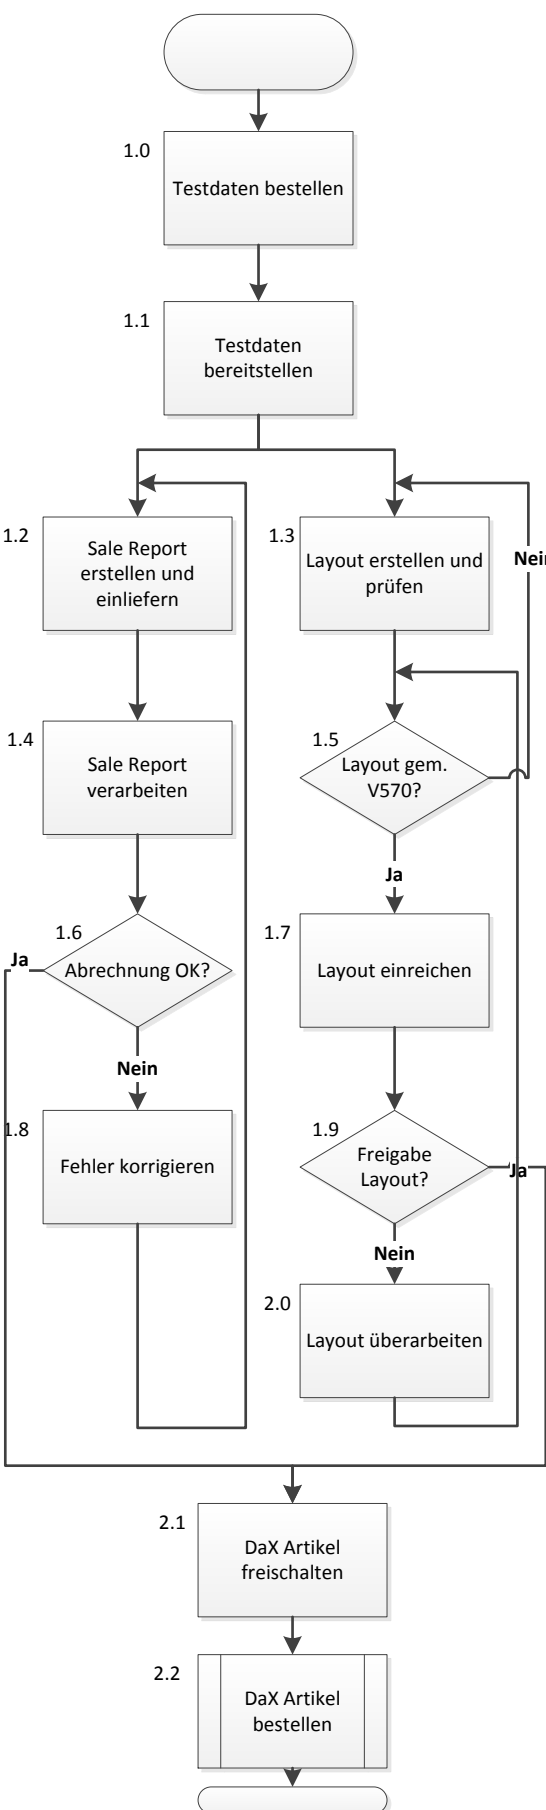 1.0
Testdaten bestellen
1.1
Testdaten
bereitstellen
1.2
Sale Report
erstellen und
einliefern
1.3
Layout erstellen und
prüfen
Nein
1.4
Sale Report
verarbeiten
1.5
Layout gem.
V570?
Ja
1.6
Abrechnung OK?
Ja
Nein
1.7
Layout einreichen
1.8
Fehler korrigieren
1.9
Freigabe
Layout?
Ja
Nein
2.0
Layout überarbeiten
2.1
DaX Artikel
freischalten
2.2
DaX Artikel
bestellen